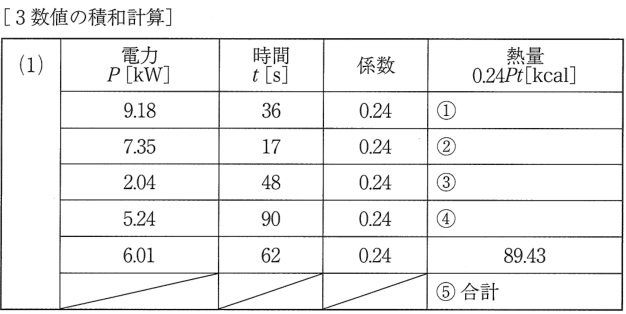 [3数値の積和計算]
(1) 電力 時間 係数 熱量
P[kW] t[s] 0.24Pt[kcal]
9.18 36 0.24 ①
7.35 17 0.24 ②
2.04 48 0.24 ③
5.24 90 0.24 ④
6.01 62 0.24 89.43
⑤ 合計